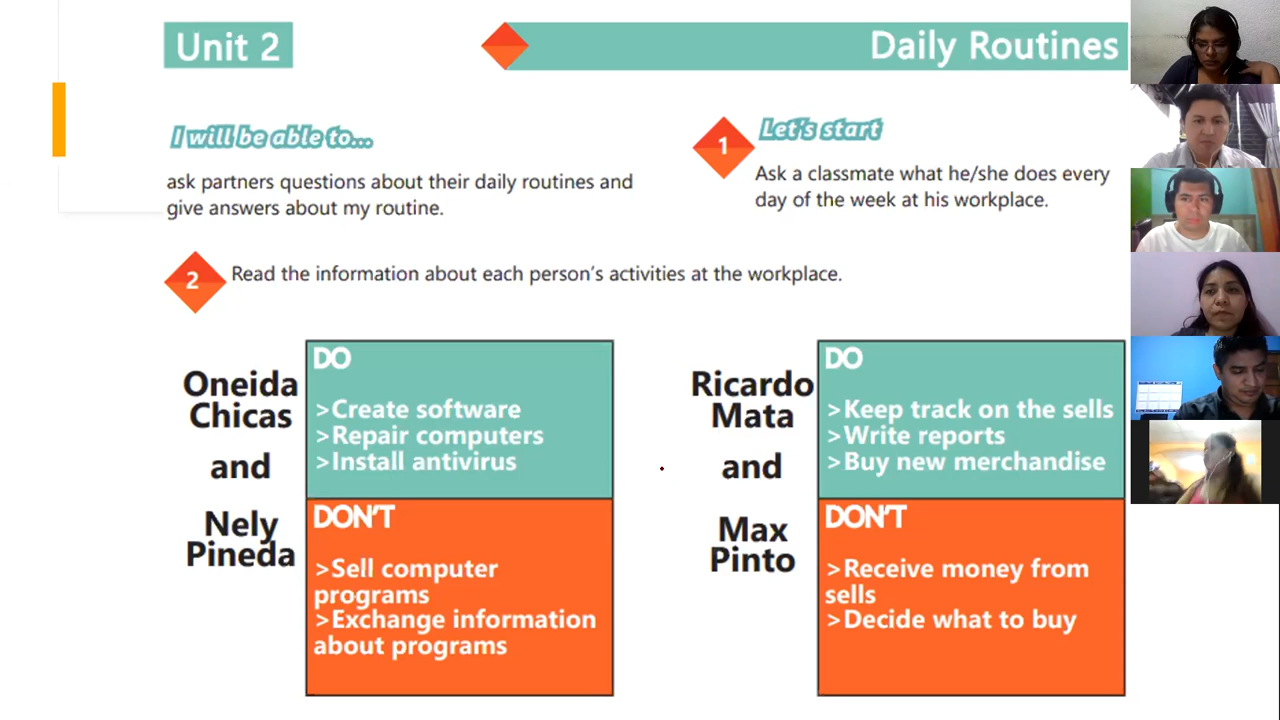 Unit 2
Daily Routines
I will be able to...
ask partners questions about their daily routines and
give answers about my routine.
1
Let's start
Ask a classmate what he/she does every
day of the week at his workplace.
2
Read the information about each person's activities at the workplace.
Oneida
Chicas
and
Nely
Pineda
DO
>Create software
>Repair computers
>Install antivirus
DON'T
>Sell computer
programs
>Exchange information
about programs
Ricardo
Mata
and
Max
Pinto
DO
>Keep track on the sells
>Write reports
>Buy new merchandise
DON'T
>Receive money from
sells
>Decide what to buy